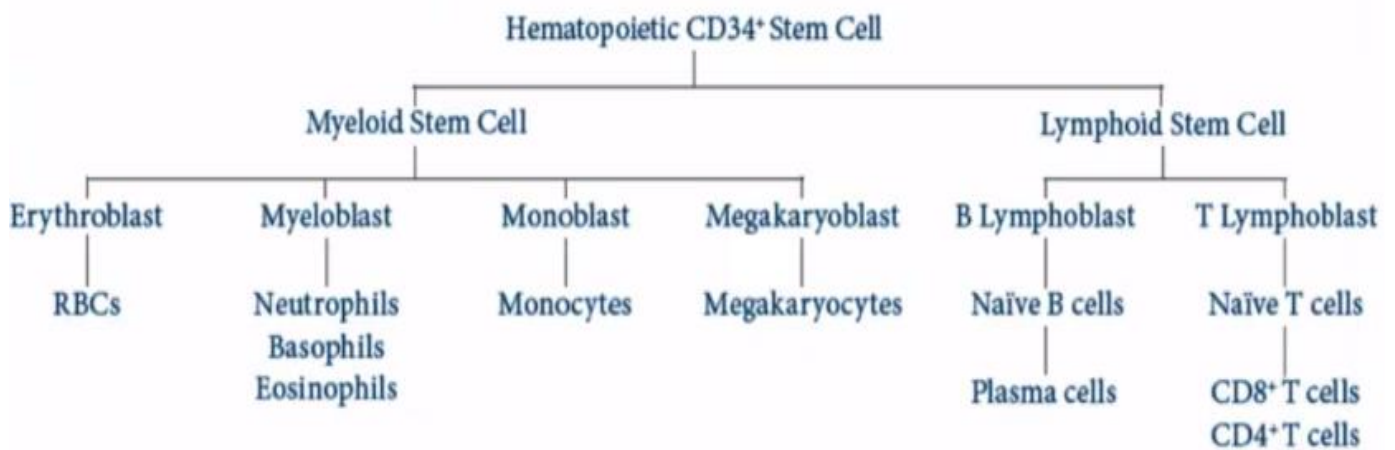 Hematopoietic CD34⁺ Stem Cell
Myeloid Stem Cell
Lymphoid Stem Cell
Erythroblast
Myeloblast
Monoblast
Megakaryoblast
B Lymphoblast
T Lymphoblast
RBCs
Neutrophils
Basophils
Eosinophils
Monocytes
Megakaryocytes
Naïve B cells
Naïve T cells
Plasma cells
CD8⁺ T cells
CD4⁺ T cells